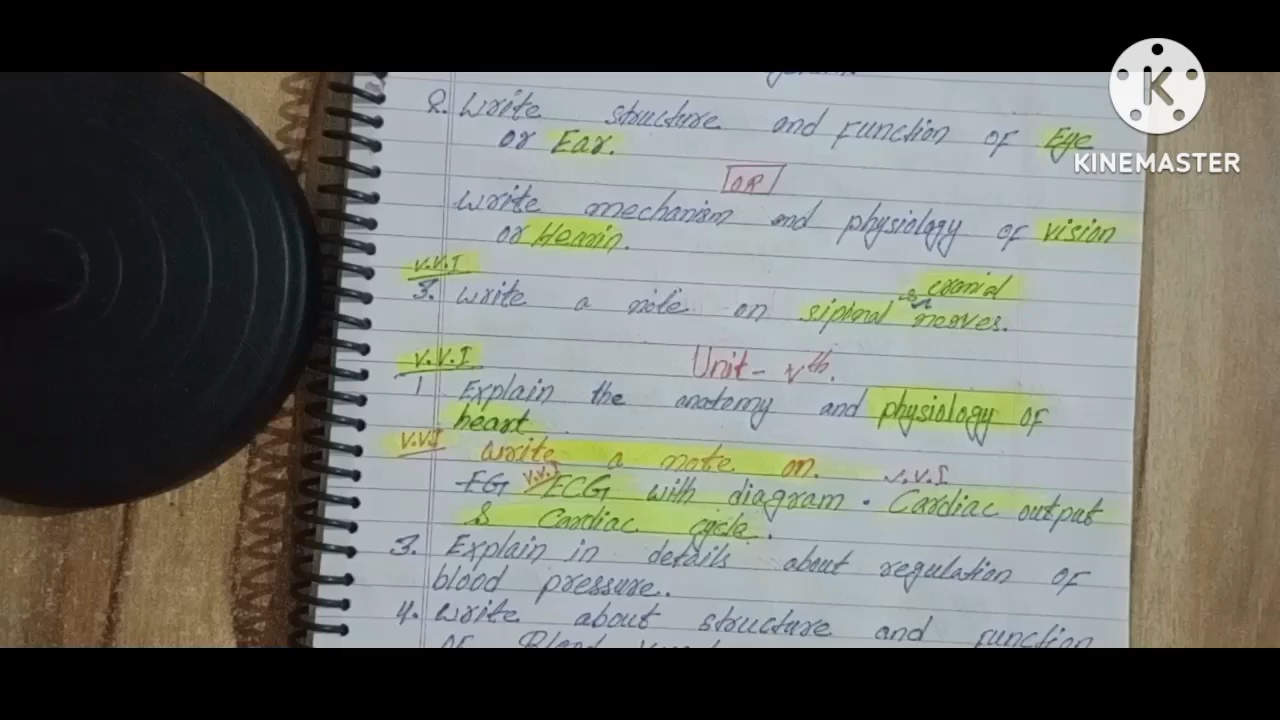 2. Write structure and Function of Eye
or Ear.
OR
Write mechanism and physiology of vision
or Hearin.
V.V.I
3. Write a note on sipinal & cranial nerves.
V.V.I
Unit - Vth.
1 Explain the anatomy and physiology of
heart
V.V.I write a note on.
V.V.I V.V.I
ECG with diagram. Cardiac output
& Cardiac cycle.
3. Explain in details about regulation of
blood pressure.
4. Write about structure and Function
of Blood
K
KINEMASTER